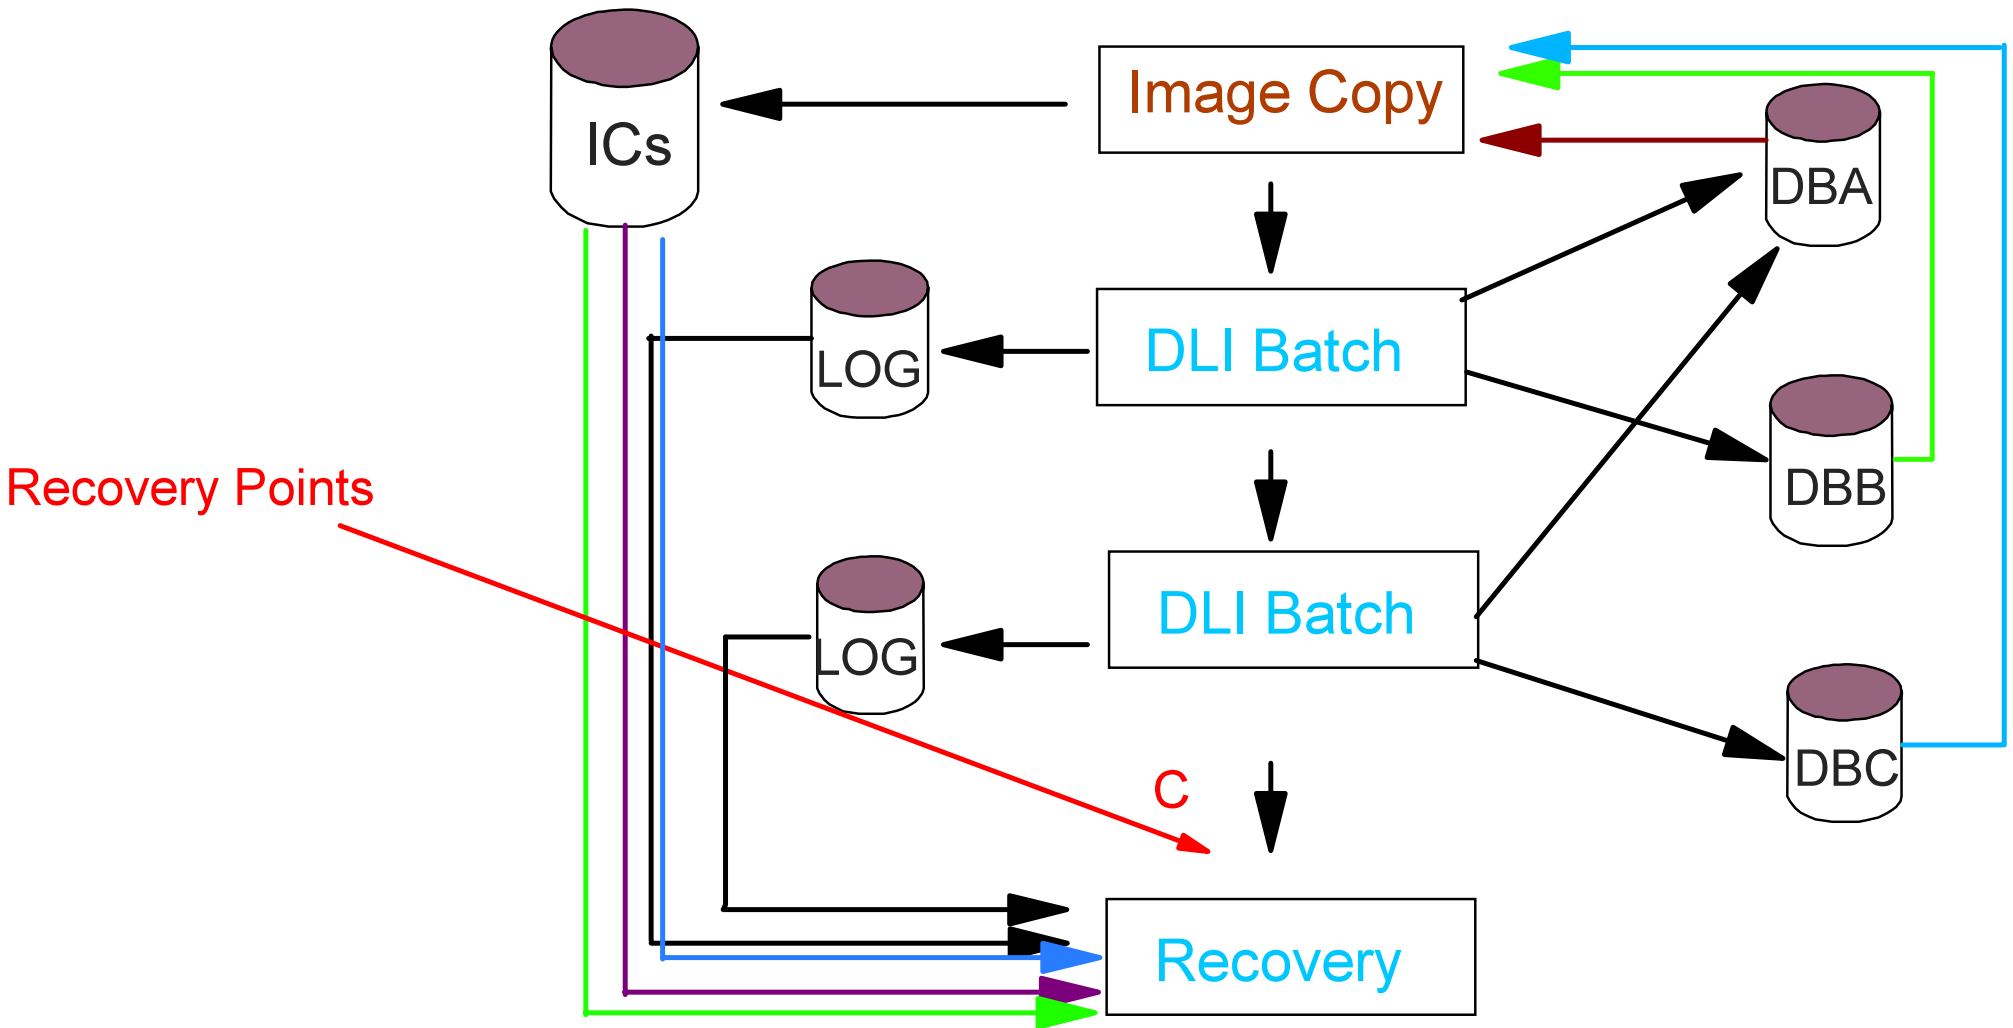 Image Copy
ICs
DBA
DLI Batch
LOG
DBB
Recovery Points
DLI Batch
LOG
DBC
C
Recovery